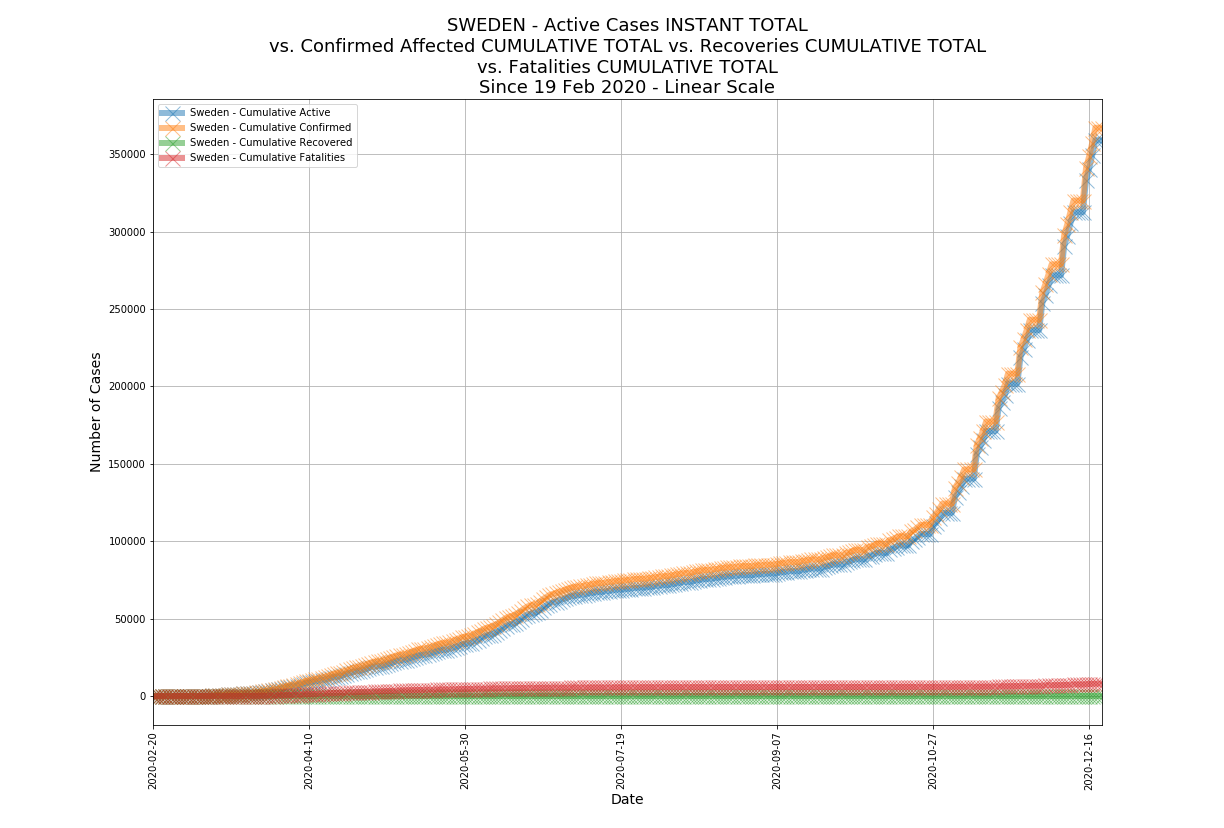 SWEDEN - Active Cases INSTANT TOTAL
vs. Confirmed Affected CUMULATIVE TOTAL vs. Recoveries CUMULATIVE TOTAL
vs. Fatalities CUMULATIVE TOTAL
Since 19 Feb 2020 - Linear Scale
Sweden - Cumulative Active
Sweden - Cumulative Confirmed
Sweden - Cumulative Recovered
Sweden - Cumulative Fatalities
Number of Cases
350000
300000
250000
200000
150000
100000
50000
0
2020-02-20
2020-04-10
2020-05-30
2020-07-19
2020-09-07
2020-10-27
2020-12-16
Date